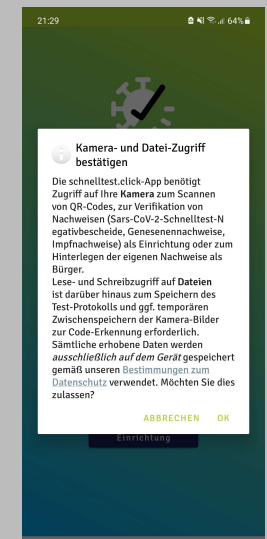 21:29 64%
Kamera- und Datei-Zugriff
bestätigen
Die schnelltest.click-App benötigt
Zugriff auf Ihre Kamera zum Scannen
von QR-Codes, zur Verifikation von
Nachweisen (Sars-CoV-2-Schnelltest-N
egativbescheide, Genesenennachweise,
Impfnachweise) als Einrichtung oder zum
Hinterlegen der eigenen Nachweise als
Bürger.
Lese- und Schreibzugriff auf Dateien
ist darüber hinaus zum Speichern des
Test-Protokolls und ggf. temporären
Zwischenspeichern der Kamera-Bilder
zur Code-Erkennung erforderlich.
Sämtliche erhobene Daten werden
ausschließlich auf dem Gerät gespeichert
gemäß unseren Bestimmungen zum
Datenschutz verwendet. Möchten Sie dies
zulassen?
ABBRECHEN OK
Einrichtung